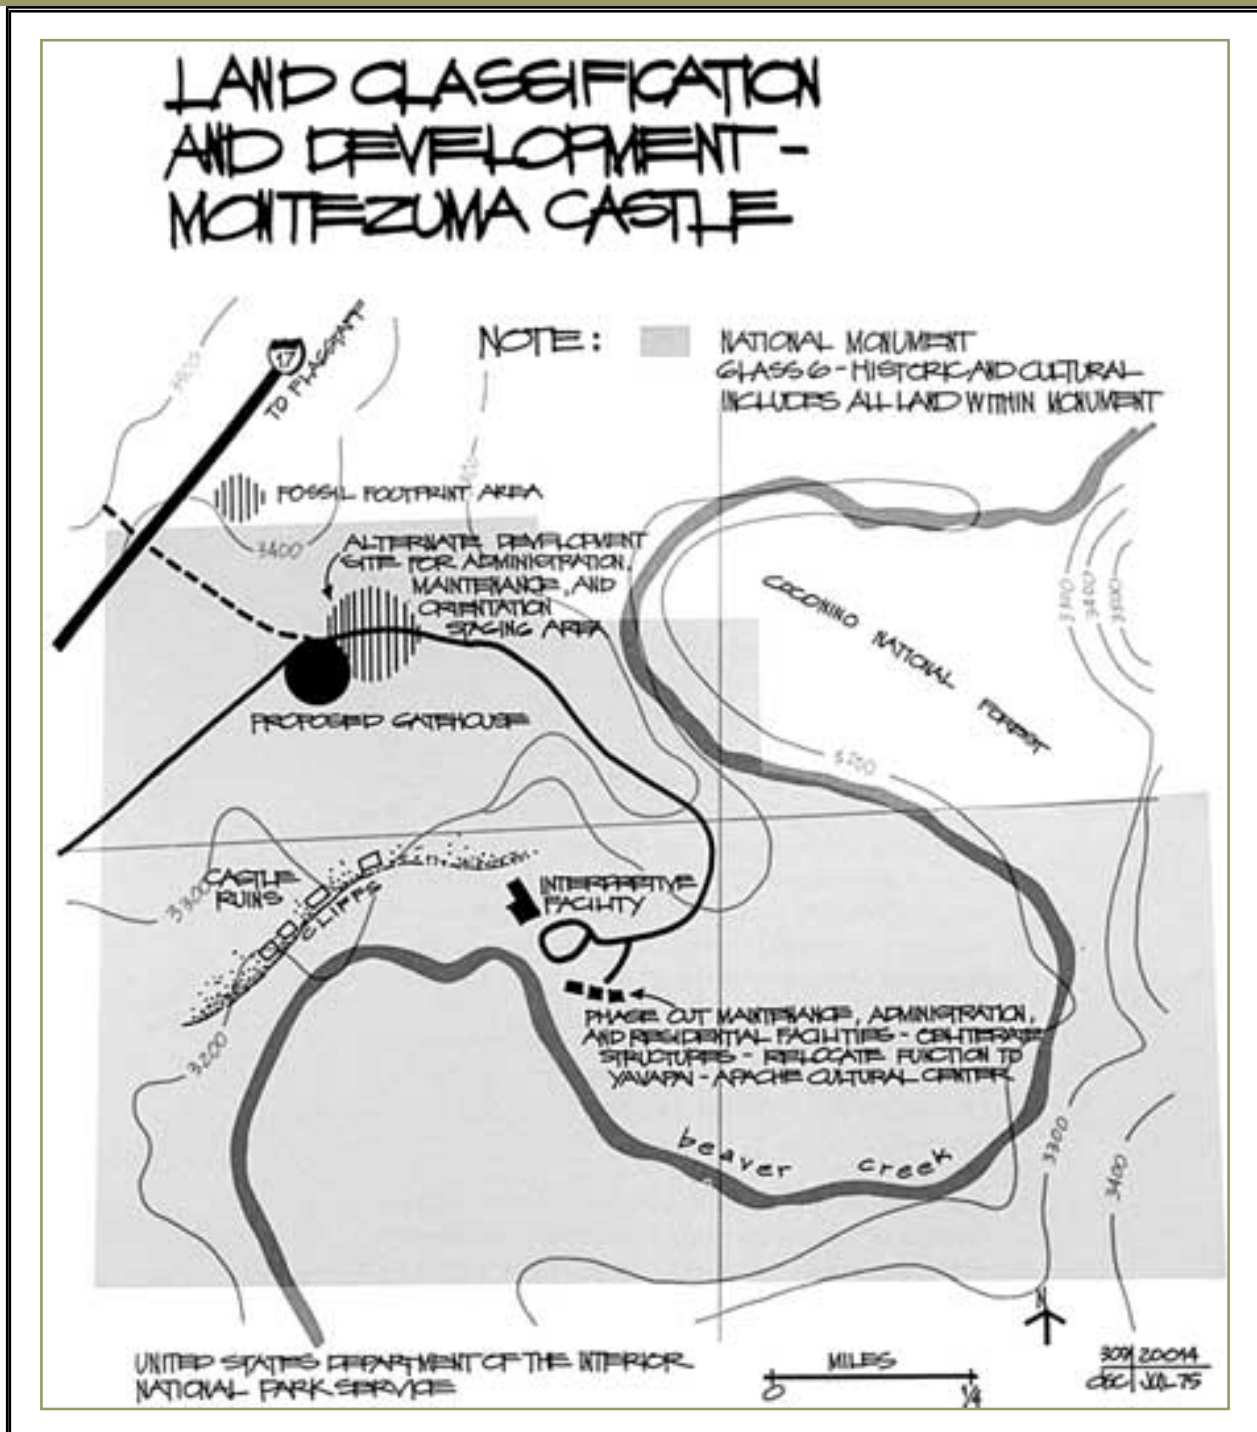 LAND CLASSIFICATION
AND DEVELOPMENT -
MONTEZUMA CASTLE
NOTE:
NATIONAL MONUMENT
CLASS 6 - HISTORIC AND CULTURAL
INCLUDES ALL LAND WITHIN MONUMENT
17
TO FLAGSTAFF
FOSSIL FOOTPRINT AREA
3400
ALTERNATE DEVELOPMENT
SITE FOR ADMINISTRATION,
MAINTENANCE, AND
ORIENTATION
STAGING AREA
3300
3400
3500
COCONINO NATIONAL FOREST
PROPOSED GATEHOUSE
3200
CASTLE
RUINS
CLIFFS
3300
INTERPRETIVE
FACILITY
3200
PHASE OUT MAINTENANCE, ADMINISTRATION,
AND RESIDENTIAL FACILITIES - OBLITERATE
STRUCTURES - RELOCATE FUNCTION TO
YAVAPAI - APACHE CULTURAL CENTER
beaver creek
3300
3400
N
UNITED STATES DEPARTMENT OF THE INTERIOR
NATIONAL PARK SERVICE
MILES
0 1/4
20044
DSC JUL 75